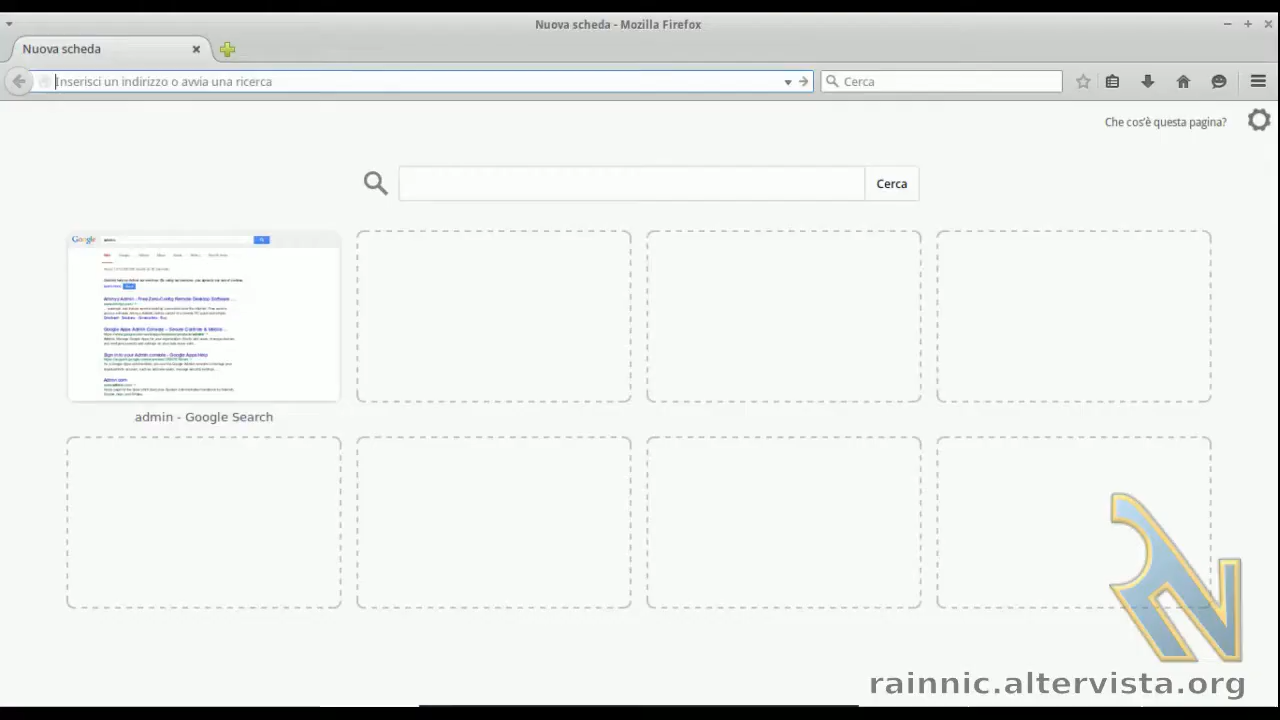 Nuova scheda - Mozilla Firefox
Nuova scheda
Inserisci un indirizzo o avvia una ricerca
Cerca
Che cos'è questa pagina?
Cerca
Google
admin - Google Search
rainnic.altervista.org